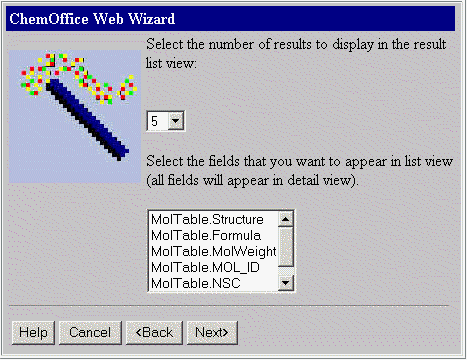 ChemOffice Web Wizard
Select the number of results to display in the result
list view:
5
Select the fields that you want to appear in list view
(all fields will appear in detail view).
MolTable.Structure
MolTable.Formula
MolTable.MolWeight
MolTable.MOL_ID
MolTable.NSC
Help Cancel <Back Next>